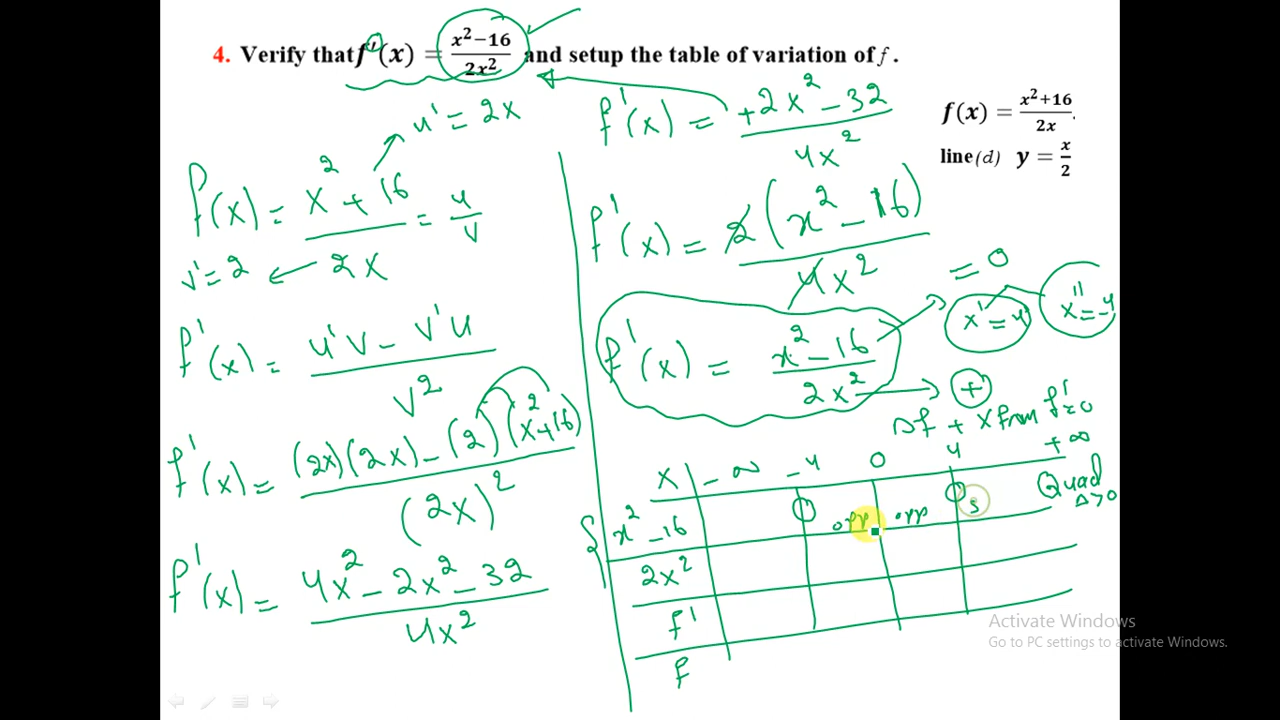 4. Verify that f'(x) = (x²−16)/(2x²) and setup the table of variation of f.
f(x) = (x²+16)/(2x).
line (d) y = x/2
u' = 2x
f(x) = (x²+16)/(2x) = u/v
v' = 2
f'(x) = (u'v − v'u)/v²
f'(x) = ((2x)(2x) − (2)(x²+16))/(2x)²
f'(x) = (4x² − 2x² − 32)/(4x²)
f'(x) = (+2x² − 32)/(4x²)
f'(x) = 2(x² − 16)/(4x²)
= 0
x' = 4 x'' = −4
f'(x) = (x² − 16)/(2x²)
+
Df + x from f' = 0
x −∞ −4 0 4 +∞
x² − 16 0 opp opp 0 s Quad Δ>0
2x²
f'
f
Activate Windows
Go to PC settings to activate Windows.